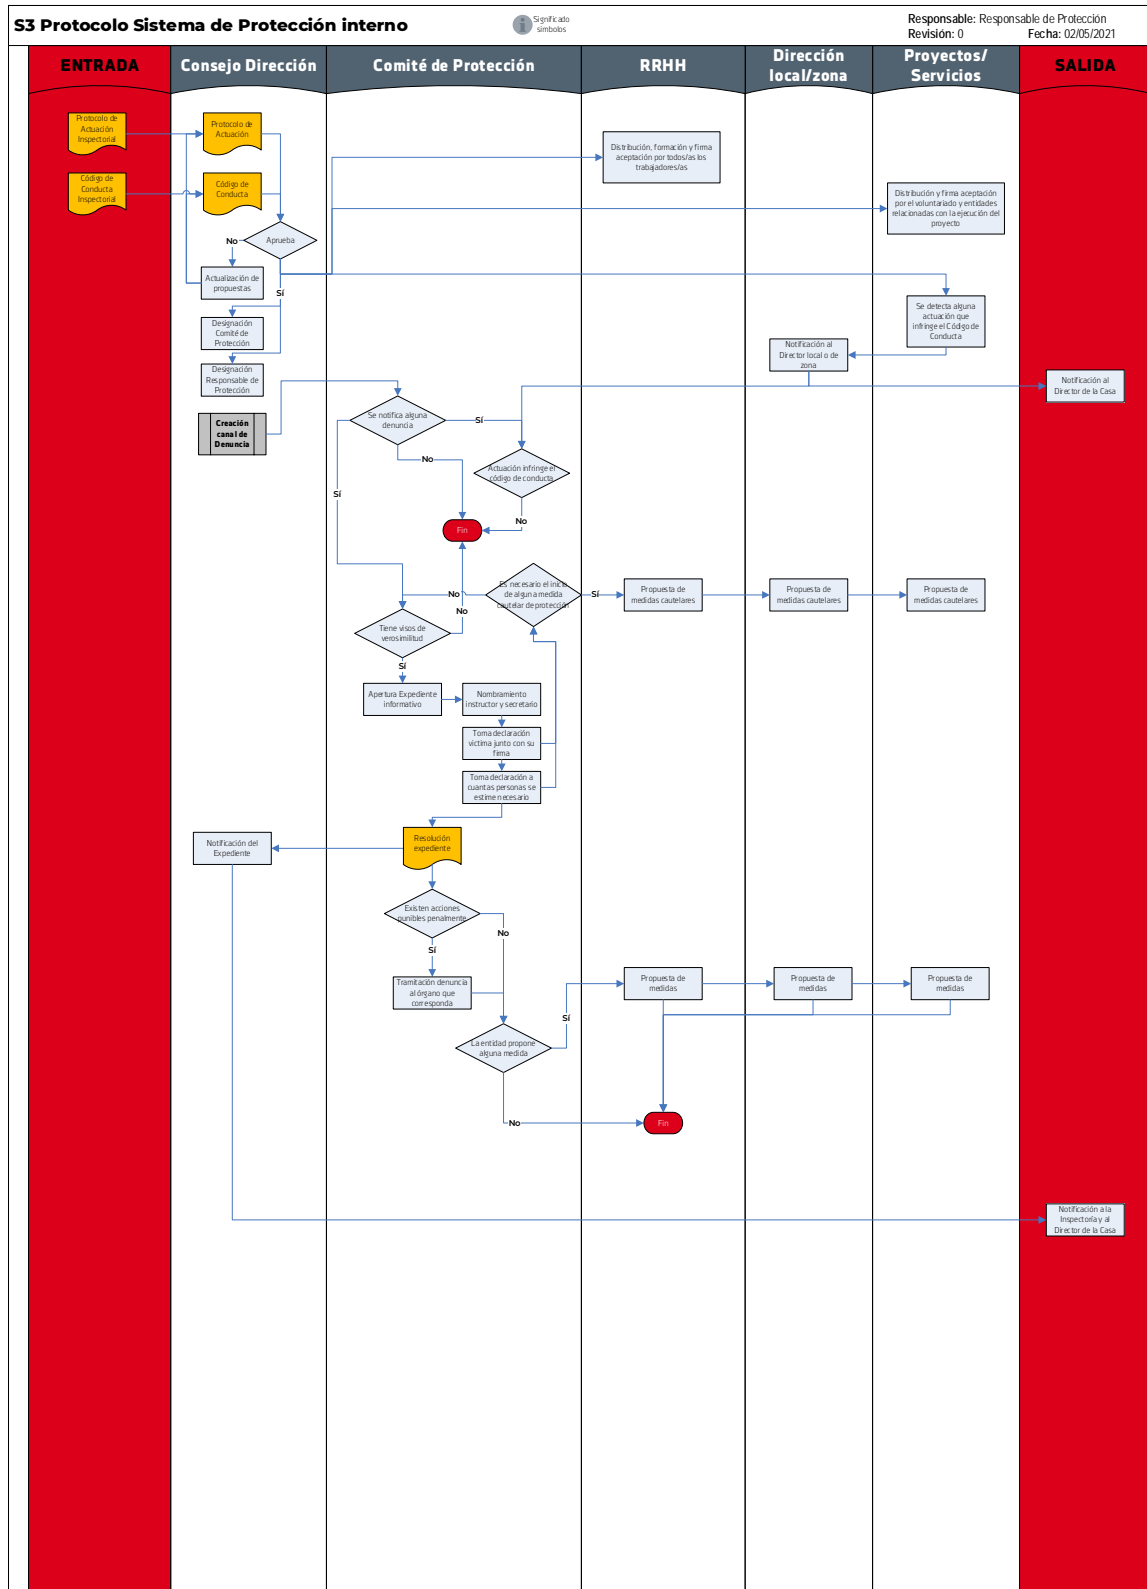 S3 Protocolo Sistema de Protección interno
Significado
símbolos
Responsable: Responsable de Protección
Revisión: 0 Fecha: 02/05/2021
ENTRADA
Consejo Dirección
Comité de Protección
RRHH
Dirección
local/zona
Proyectos/
Servicios
SALIDA
Protocolo de
Actuación
Inspectorial
Protocolo de
Actuación
Distribución, formación y firma
aceptación por todos/as los
trabajadores/as
Código de
Conducta
Inspectorial
Código de
Conducta
Distribución y firma aceptación
por el voluntariado y entidades
relacionadas con la ejecución del
proyecto
Aprueba
No
Actualización de
propuestas
Sí
Designación
Comité de
Protección
Designación
Responsable de
Protección
Se detecta alguna
actuación que
infringe el Código de
Conducta
Notificación al
Director local o de
zona
Notificación al
Director de la Casa
Creación
canal de
Denuncia
Se notifica alguna
denuncia
Sí
No
Sí
Actuación infringe el
código de conducta
No
Fin
Es necesario el inicio
de alguna medida
cautelar de protección
No
Sí
No
Propuesta de
medidas cautelares
Propuesta de
medidas cautelares
Propuesta de
medidas cautelares
Tiene visos de
verosimilitud
Sí
Apertura Expediente
informativo
Nombramiento
instructor y secretario
Toma declaración
victima junto con su
firma
Toma declaración a
cuantas personas se
estime necesario
Resolución
expediente
Notificación del
Expediente
Existen acciones
punibles penalmente
No
Sí
Tramitación denuncia
al órgano que
corresponda
Propuesta de
medidas
Propuesta de
medidas
Propuesta de
medidas
Sí
La entidad propone
alguna medida
No
Fin
Notificación a la
Inspectoría y al
Director de la Casa